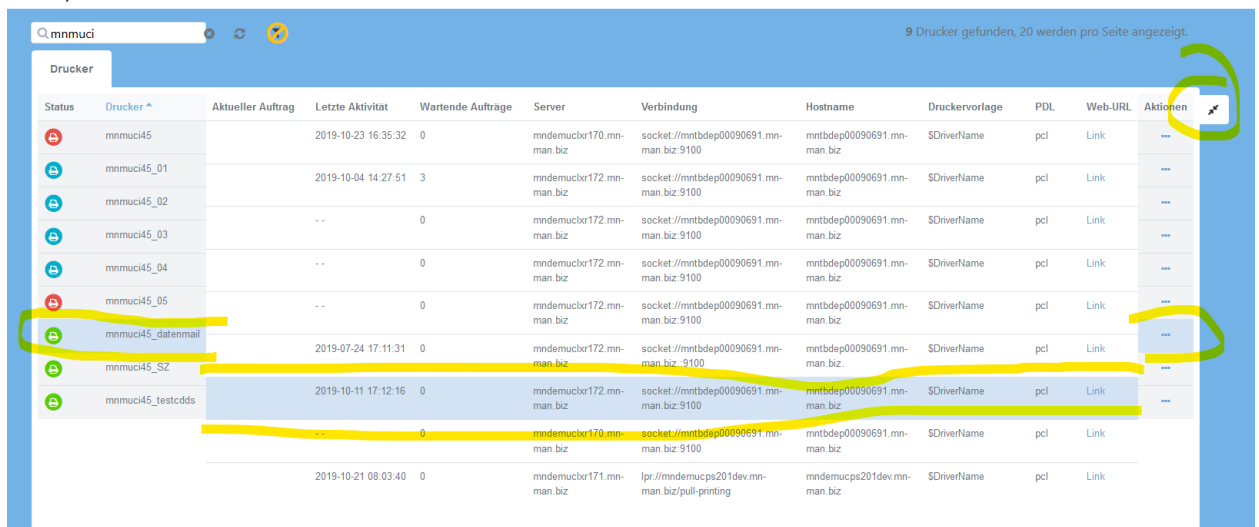 mnmuci
9 Drucker gefunden, 20 werden pro Seite angezeigt.
Drucker
Status Drucker Aktueller Auftrag Letzte Aktivität Wartende Aufträge Server Verbindung Hostname Druckervorlage PDL Web-URL Aktionen
mnmuci45 2019-10-23 16:35:32 0 mndemuclxr170.mn- socket://mntbdep00090691.mn- mntbdep00090691.mn- $DriverName pcl Link ...
man.biz man.biz:9100 man.biz
mnmuci45_01 2019-10-04 14:27:51 3 mndemuclxr172.mn- socket://mntbdep00090691.mn- mntbdep00090691.mn- $DriverName pcl Link ...
man.biz man.biz:9100 man.biz
mnmuci45_02 - - 0 mndemuclxr172.mn- socket://mntbdep00090691.mn- mntbdep00090691.mn- $DriverName pcl Link ...
man.biz man.biz:9100 man.biz
mnmuci45_03 - - 0 mndemuclxr172.mn- socket://mntbdep00090691.mn- mntbdep00090691.mn- $DriverName pcl Link ...
man.biz man.biz:9100 man.biz
mnmuci45_04 - - 0 mndemuclxr172.mn- socket://mntbdep00090691.mn- mntbdep00090691.mn- $DriverName pcl Link ...
man.biz man.biz:9100 man.biz
mnmuci45_05 2019-07-24 17:11:31 0 mndemuclxr172.mn- socket://mntbdep00090691.mn- mntbdep00090691.mn- $DriverName pcl Link ...
man.biz man.biz.:9100 man.biz.
mnmuci45_datenmail 2019-10-11 17:12:16 0 mndemuclxr172.mn- socket://mntbdep00090691.mn- mntbdep00090691.mn- $DriverName pcl Link ...
man.biz man.biz:9100 man.biz
mnmuci45_SZ - - 0 mndemuclxr170.mn- socket://mntbdep00090691.mn- mntbdep00090691.mn- $DriverName pcl Link ...
man.biz man.biz:9100 man.biz
mnmuci45_testcdds 2019-10-21 08:03:40 0 mndemuclxr171.mn- lpr://mndemucps201dev.mn- mndemucps201dev.mn- $DriverName pcl Link ...
man.biz man.biz/pull-printing man.biz